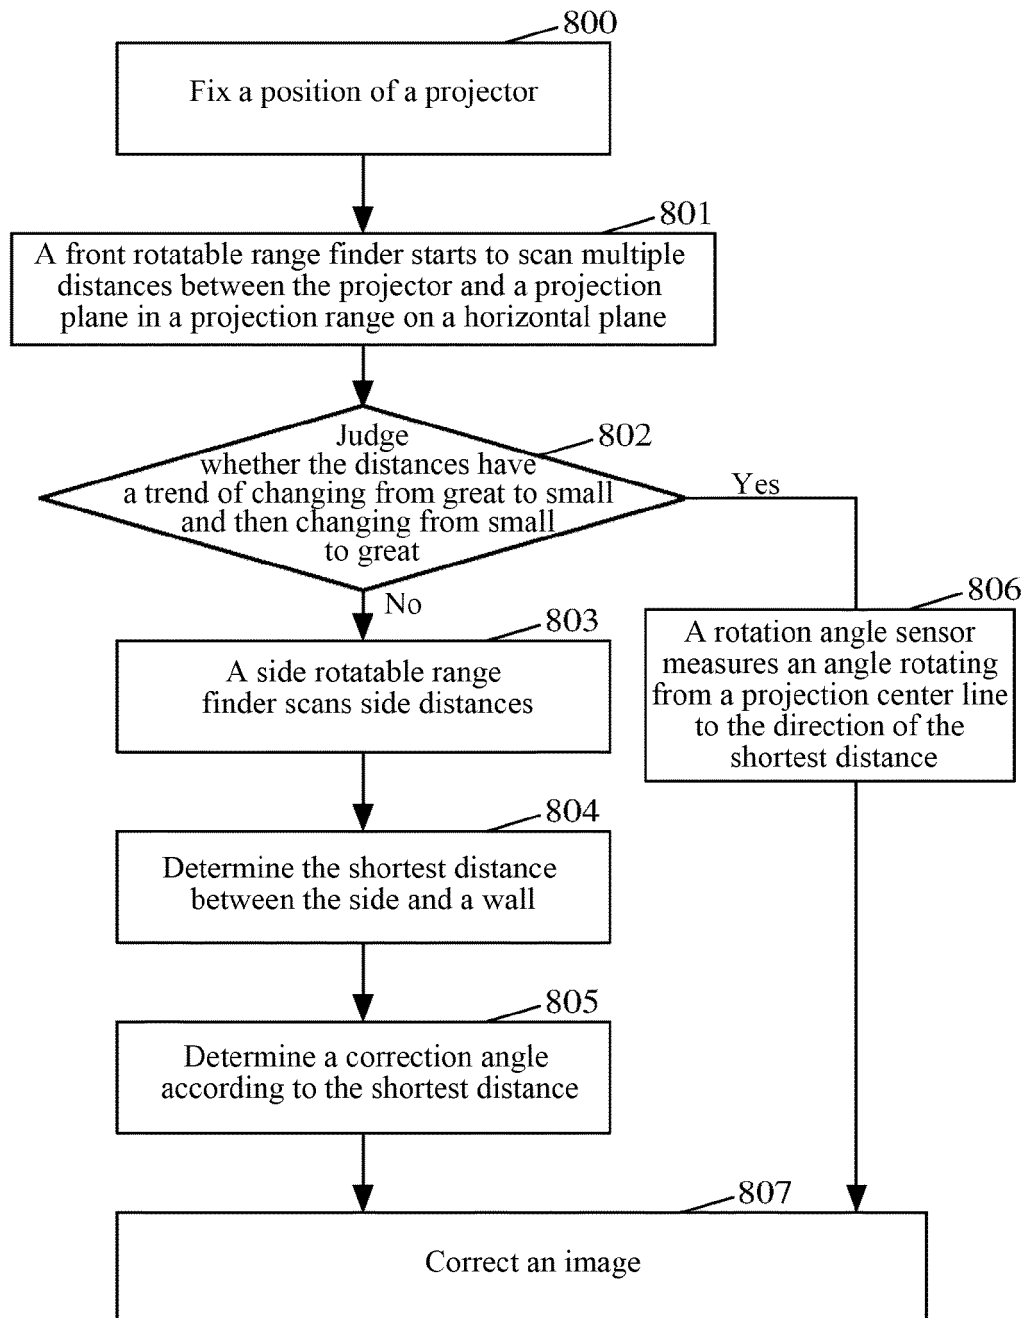 800
Fix a position of a projector
801
A front rotatable range finder starts to scan multiple
distances between the projector and a projection
plane in a projection range on a horizontal plane
802
Judge
whether the distances have
a trend of changing from great to small
and then changing from small
to great
Yes
No
803
A side rotatable range
finder scans side distances
806
A rotation angle sensor
measures an angle rotating
from a projection center line
to the direction of the
shortest distance
804
Determine the shortest distance
between the side and a wall
805
Determine a correction angle
according to the shortest distance
807
Correct an image